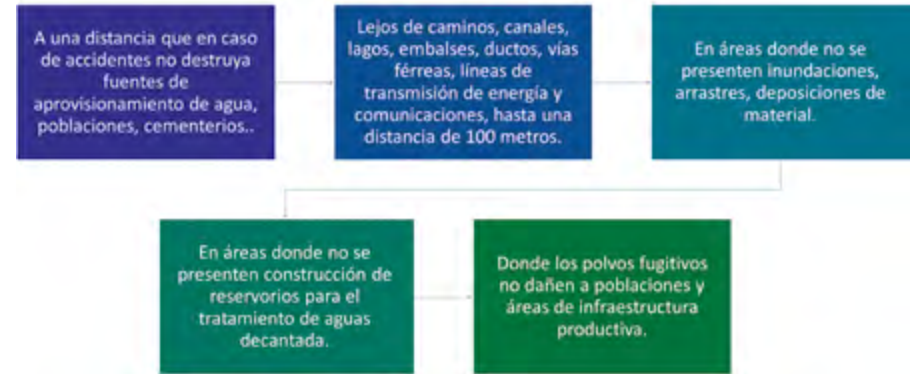 A una distancia que en caso
de accidentes no destruya
fuentes de
aprovisionamiento de agua,
poblaciones, cementerios..
Lejos de caminos, canales,
lagos, embalses, ductos, vías
férreas, líneas de
transmisión de energía y
comunicaciones, hasta una
distancia de 100 metros.
En áreas donde no se
presenten inundaciones,
arrastres, deposiciones de
material.
En áreas donde no se
presenten construcción de
reservorios para el
tratamiento de aguas
decantada.
Donde los polvos fugitivos
no dañen a poblaciones y
áreas de infraestructura
productiva.